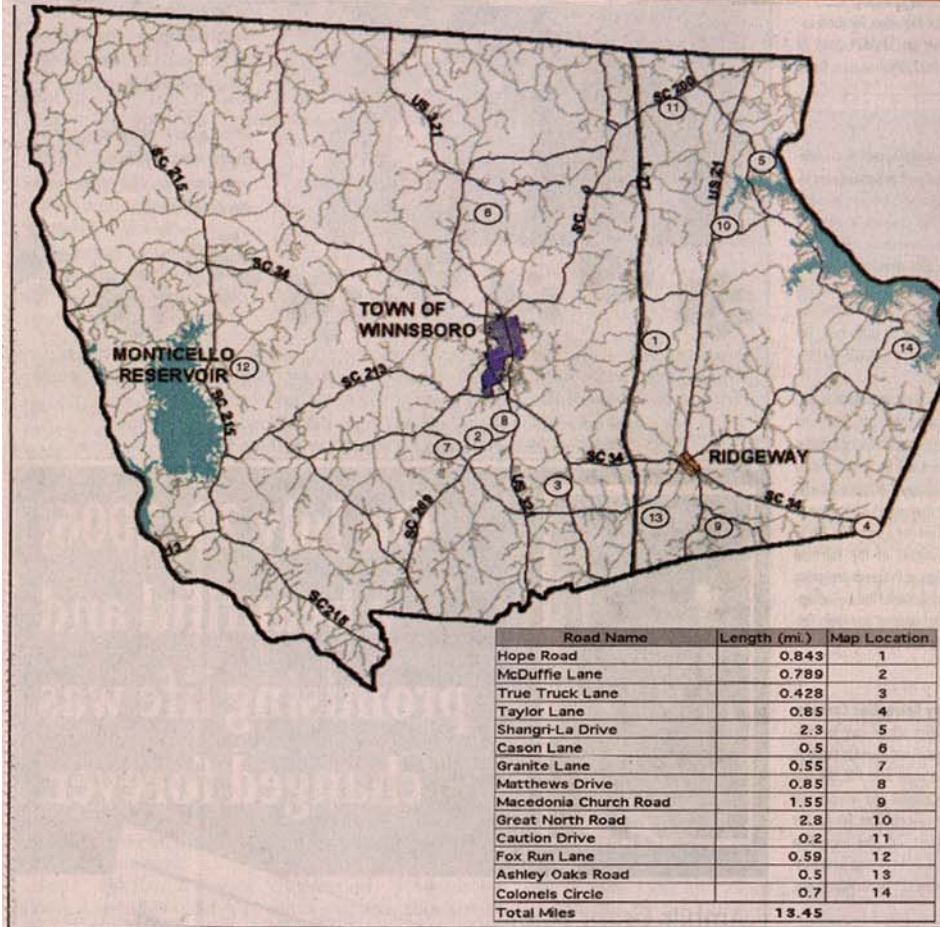 SC 200
11
US 321
5
SC 215
I-77
US 21
6
SC
10
SC 34
TOWN OF
WINNSBORO
1
14
MONTICELLO
RESERVOIR
12
SC 213
SC 215
8
2
7
SC 34
RIDGEWAY
3
US 32
SC 269
SC 34
13
9
4
13
SC 215
Road Name Length (mi.) Map Location
Hope Road 0.843 1
McDuffie Lane 0.789 2
True Truck Lane 0.428 3
Taylor Lane 0.85 4
Shangri-La Drive 2.3 5
Cason Lane 0.5 6
Granite Lane 0.55 7
Matthews Drive 0.85 8
Macedonia Church Road 1.55 9
Great North Road 2.8 10
Caution Drive 0.2 11
Fox Run Lane 0.59 12
Ashley Oaks Road 0.5 13
Colonels Circle 0.7 14
Total Miles 13.45